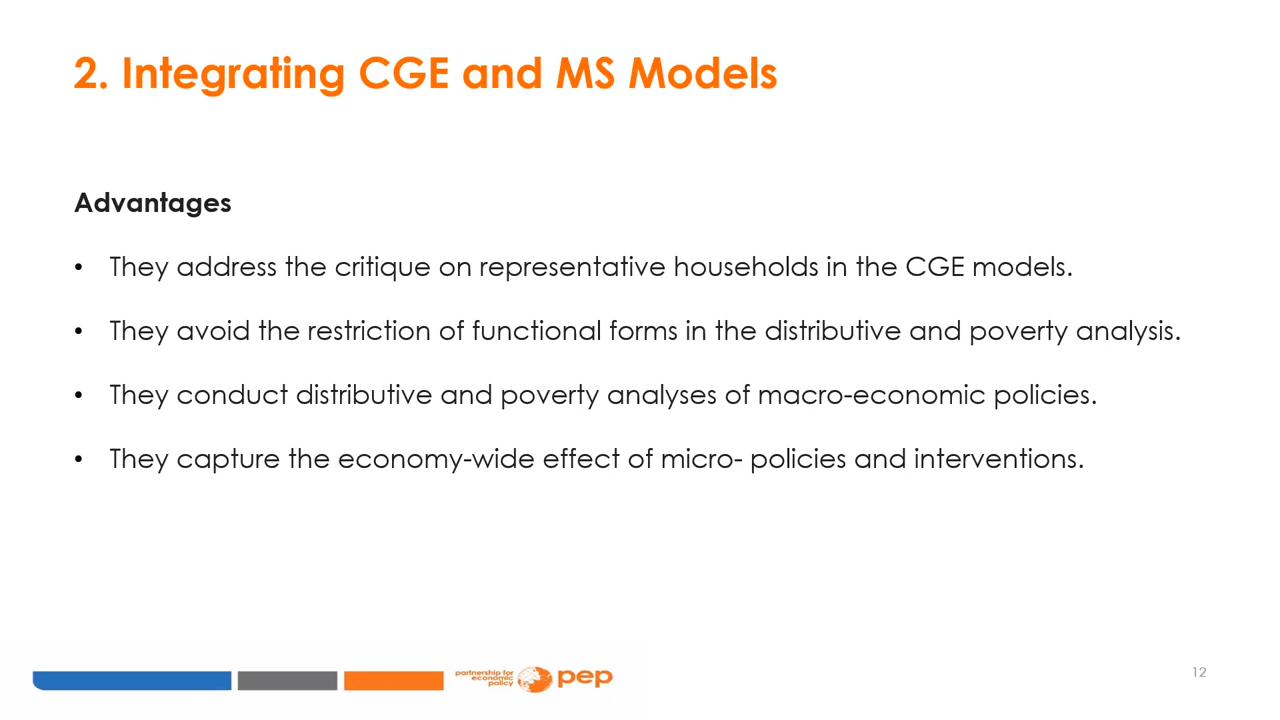 2. Integrating CGE and MS Models
Advantages
• They address the critique on representative households in the CGE models.
• They avoid the restriction of functional forms in the distributive and poverty analysis.
• They conduct distributive and poverty analyses of macro-economic policies.
• They capture the economy-wide effect of micro- policies and interventions.
partnership for
economic
policy
pep
12